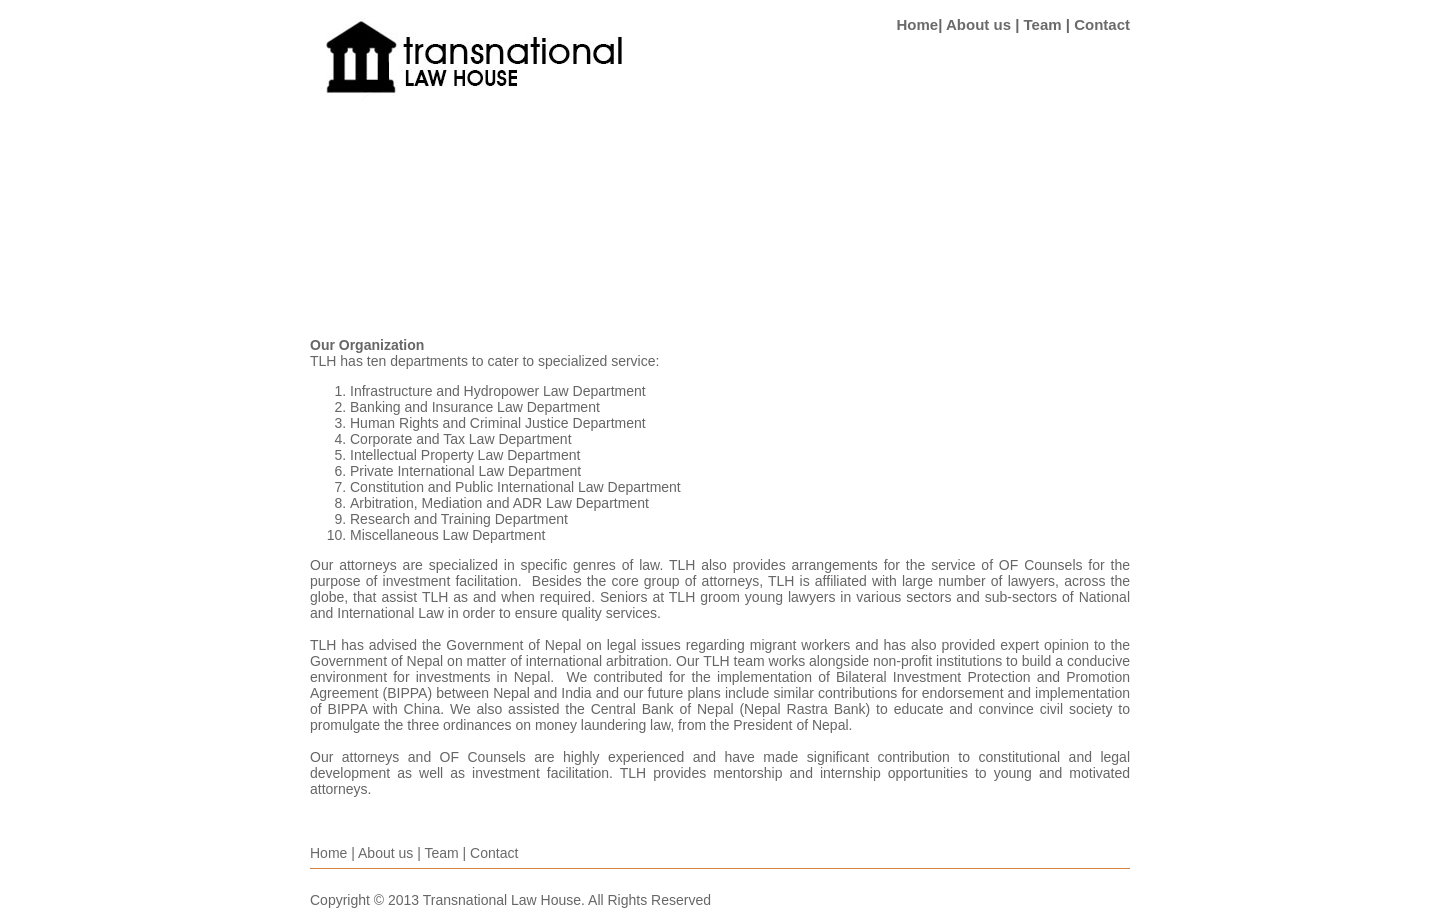 transnational
LAW HOUSE
Home| About us | Team | Contact
Our Organization
TLH has ten departments to cater to specialized service:
1. Infrastructure and Hydropower Law Department
2. Banking and Insurance Law Department
3. Human Rights and Criminal Justice Department
4. Corporate and Tax Law Department
5. Intellectual Property Law Department
6. Private International Law Department
7. Constitution and Public International Law Department
8. Arbitration, Mediation and ADR Law Department
9. Research and Training Department
10. Miscellaneous Law Department
Our attorneys are specialized in specific genres of law. TLH also provides arrangements for the service of OF Counsels for the
purpose of investment facilitation.  Besides the core group of attorneys, TLH is affiliated with large number of lawyers, across the
globe, that assist TLH as and when required. Seniors at TLH groom young lawyers in various sectors and sub-sectors of National
and International Law in order to ensure quality services.
TLH has advised the Government of Nepal on legal issues regarding migrant workers and has also provided expert opinion to the
Government of Nepal on matter of international arbitration. Our TLH team works alongside non-profit institutions to build a conducive
environment for investments in Nepal.  We contributed for the implementation of Bilateral Investment Protection and Promotion
Agreement (BIPPA) between Nepal and India and our future plans include similar contributions for endorsement and implementation
of BIPPA with China. We also assisted the Central Bank of Nepal (Nepal Rastra Bank) to educate and convince civil society to
promulgate the three ordinances on money laundering law, from the President of Nepal.
Our attorneys and OF Counsels are highly experienced and have made significant contribution to constitutional and legal
development as well as investment facilitation. TLH provides mentorship and internship opportunities to young and motivated
attorneys.
Home | About us | Team | Contact
Copyright © 2013 Transnational Law House. All Rights Reserved